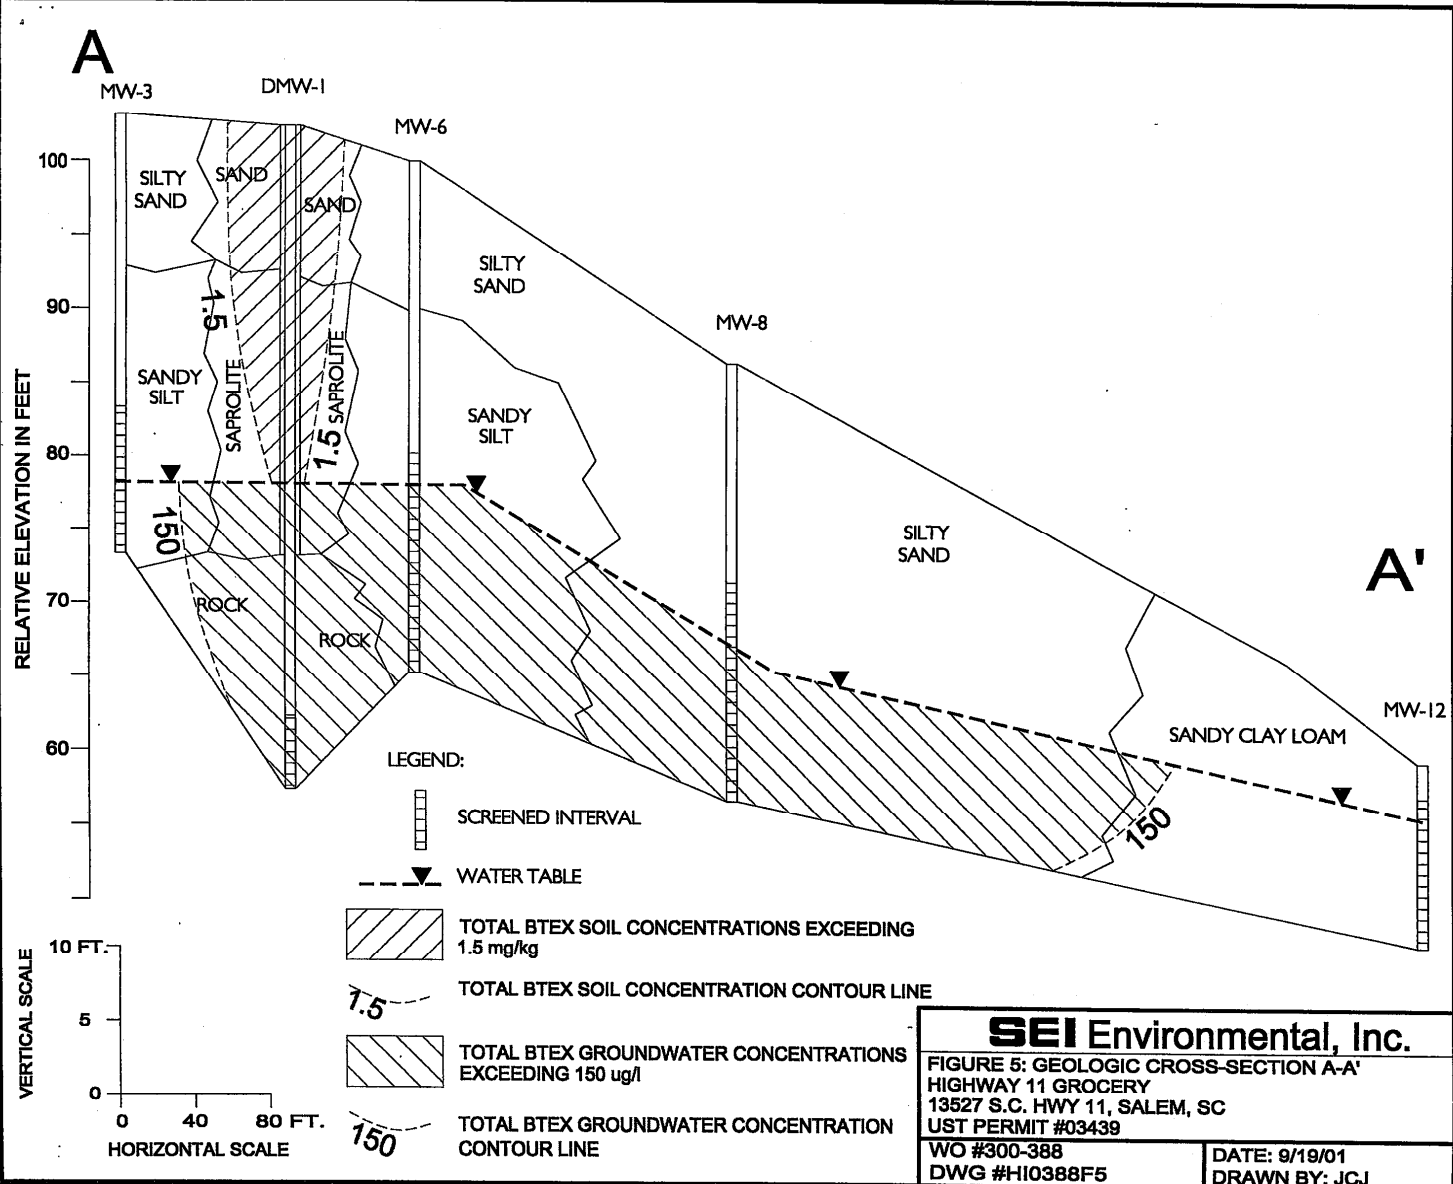 A
MW-3
DMW-1
MW-6
MW-8
A'
MW-12
RELATIVE ELEVATION IN FEET
100
90
80
70
60
SILTY
SAND
SAND
SAND
SILTY
SAND
SANDY
SILT
SAPROLITE
1.5
SAPROLITE
1.5
SANDY
SILT
SILTY
SAND
150
ROCK
ROCK
SANDY CLAY LOAM
150
LEGEND:
SCREENED INTERVAL
WATER TABLE
TOTAL BTEX SOIL CONCENTRATIONS EXCEEDING
1.5 mg/kg
1.5
TOTAL BTEX SOIL CONCENTRATION CONTOUR LINE
TOTAL BTEX GROUNDWATER CONCENTRATIONS
EXCEEDING 150 ug/l
150
TOTAL BTEX GROUNDWATER CONCENTRATION
CONTOUR LINE
VERTICAL SCALE
10 FT.
5
0
0 40 80 FT.
HORIZONTAL SCALE
SEI Environmental, Inc.
FIGURE 5: GEOLOGIC CROSS-SECTION A-A'
HIGHWAY 11 GROCERY
13527 S.C. HWY 11, SALEM, SC
UST PERMIT #03439
WO #300-388
DWG #HI0388F5
DATE: 9/19/01
DRAWN BY: JCJ